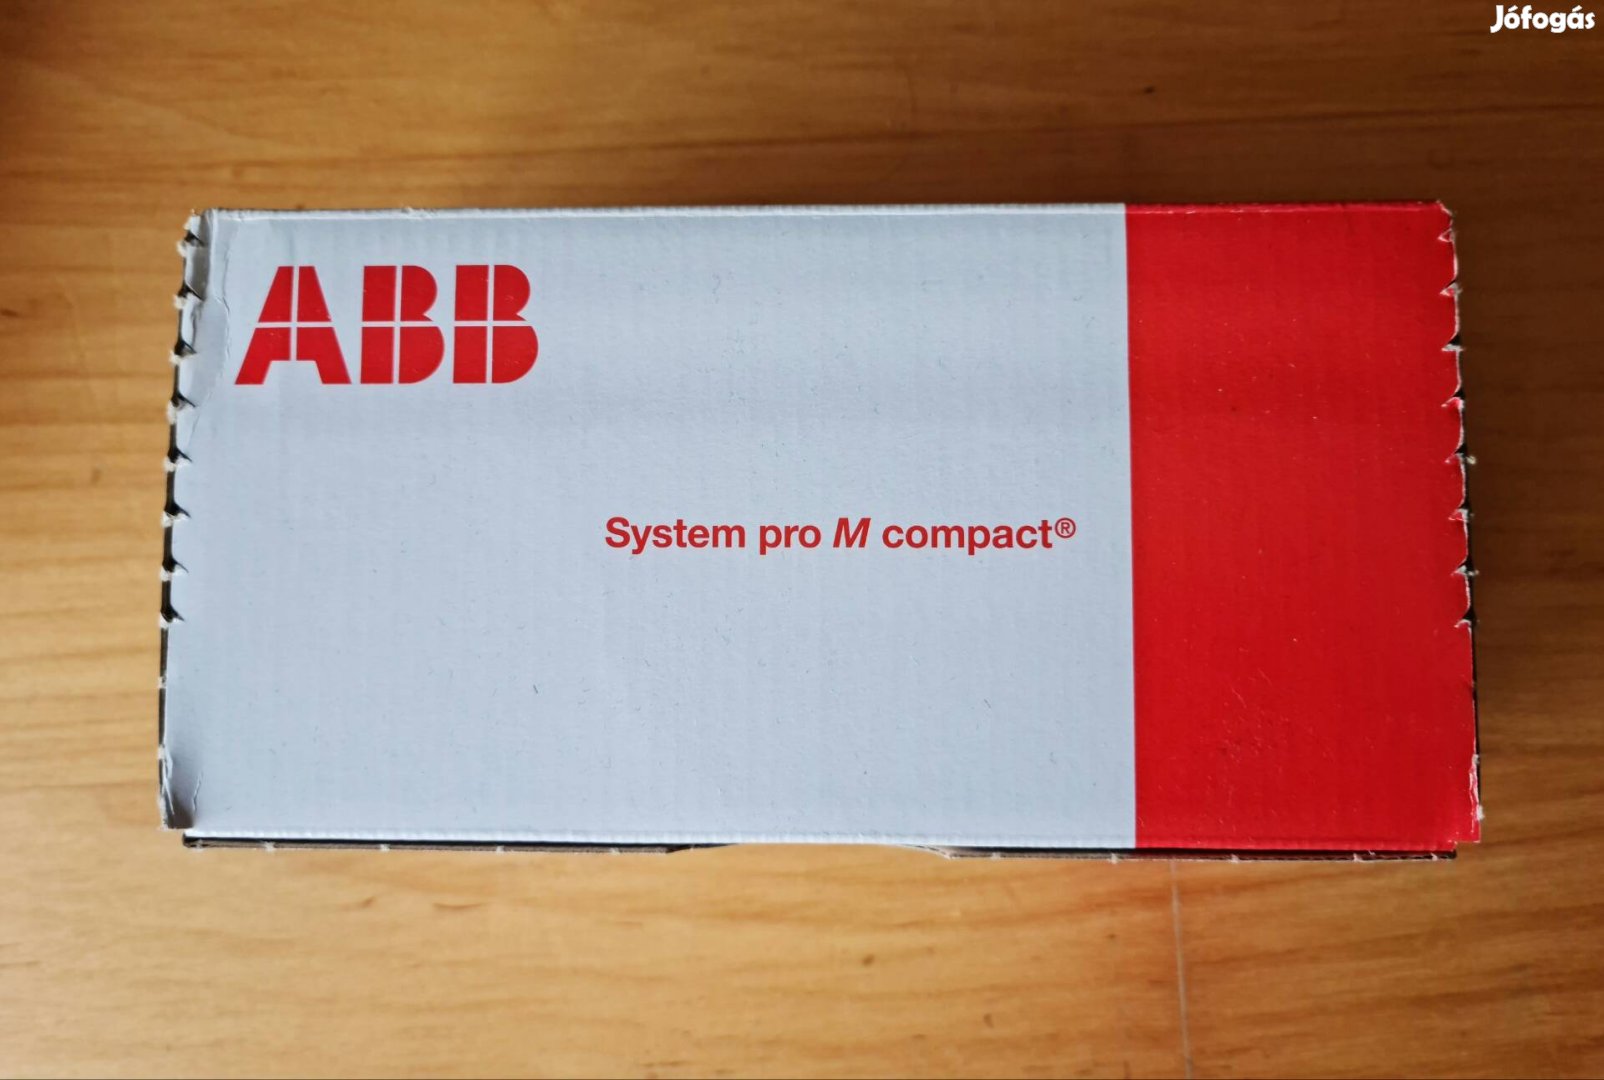 Jófogás
ABB
System pro M compact®